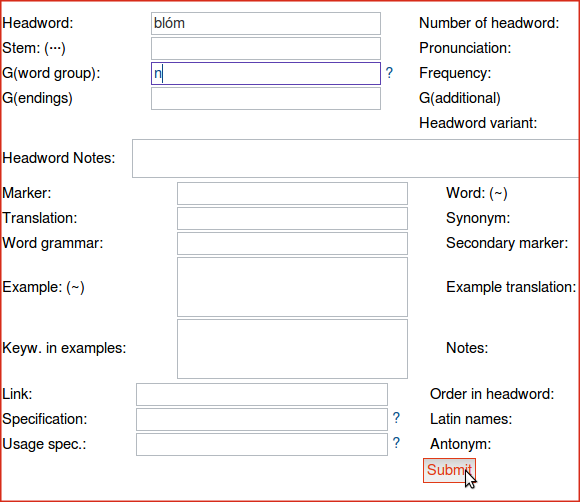 Headword: blóm Number of headword:
Stem: (···) Pronunciation:
G(word group): n ? Frequency:
G(endings) G(additional)
Headword variant:
Headword Notes:
Marker: Word: (~)
Translation: Synonym:
Word grammar: Secondary marker:
Example: (~) Example translation:
Keyw. in examples: Notes:
Link: Order in headword:
Specification: ? Latin names:
Usage spec.: ? Antonym:
Submit